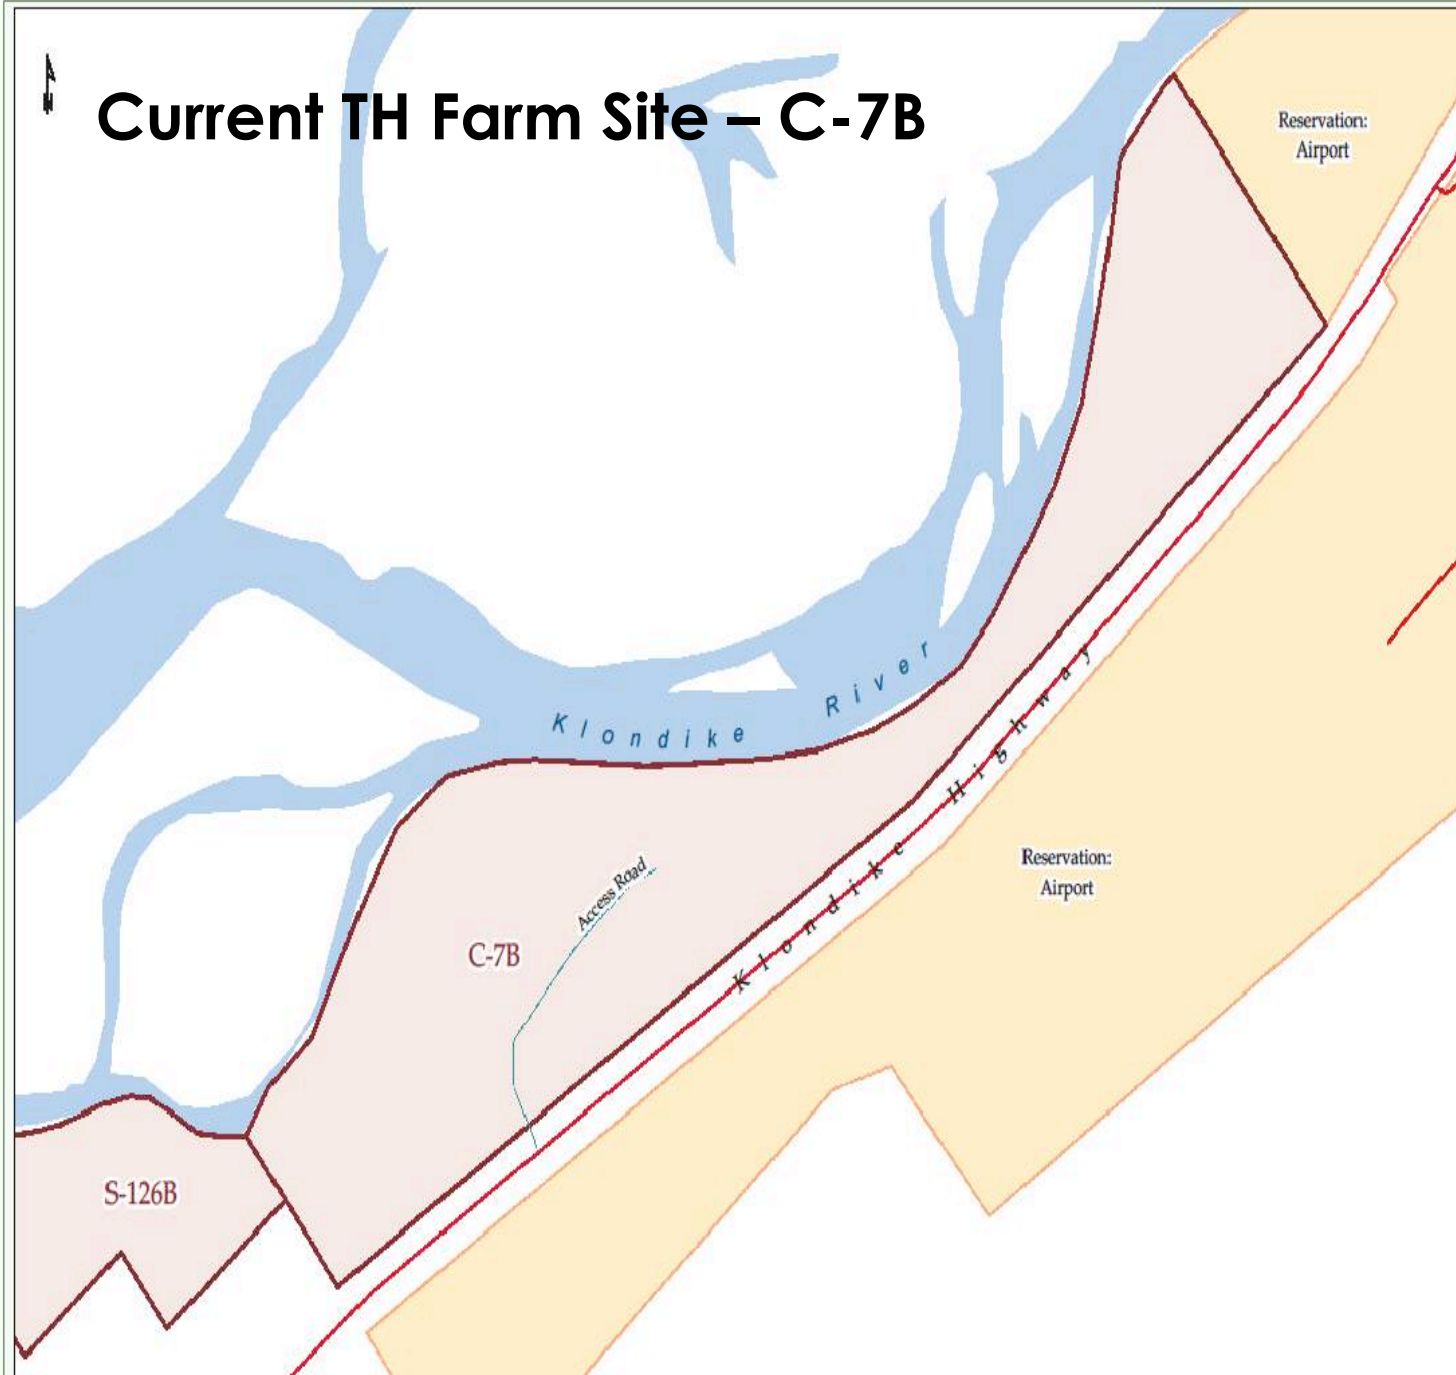 Current TH Farm Site – C-7B
Reservation:
Airport
Klondike River
Klondike Highway
Access Road
Reservation:
Airport
C-7B
S-126B